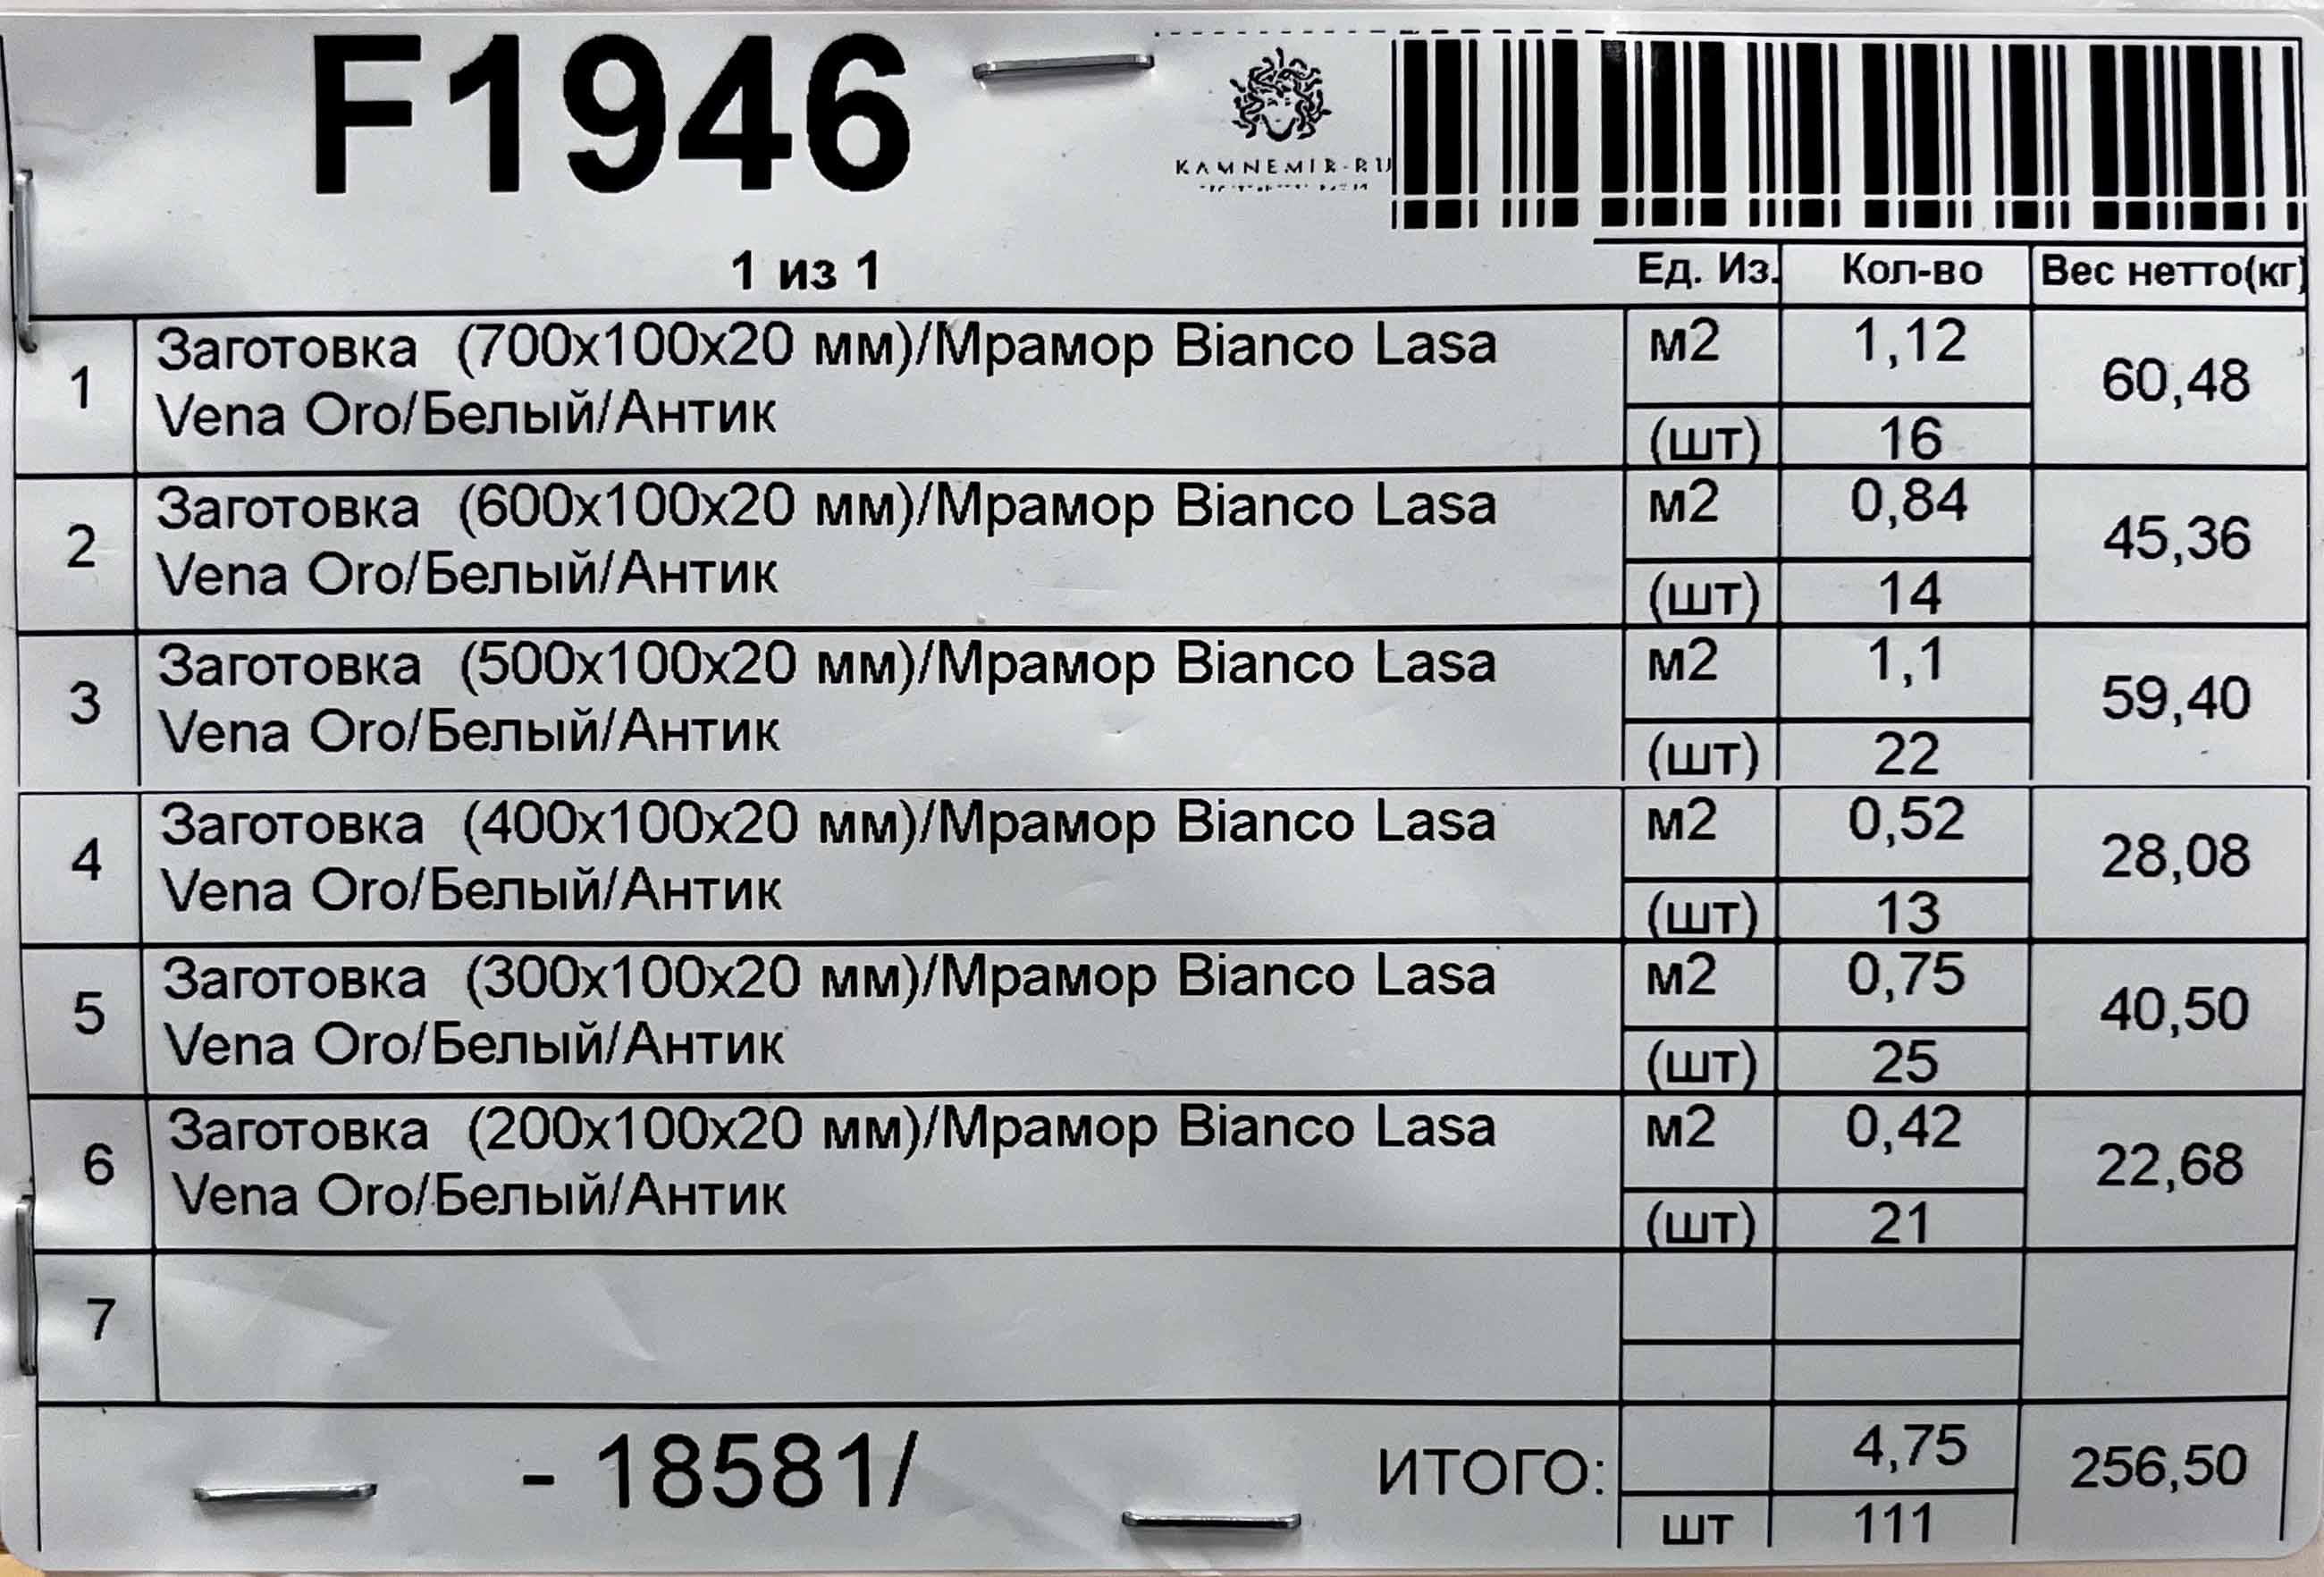 F1946
KAMNEMIR-RU
1 из 1
Ед. Из. Кол-во Вес нетто(кг)
1 Заготовка (700x100x20 мм)/Мрамор Bianco Lasa м2 1,12 60,48
Vena Oro/Белый/Антик (шт) 16
2 Заготовка (600x100x20 мм)/Мрамор Bianco Lasa м2 0,84 45,36
Vena Oro/Белый/Антик (шт) 14
3 Заготовка (500x100x20 мм)/Мрамор Bianco Lasa м2 1,1 59,40
Vena Oro/Белый/Антик (шт) 22
4 Заготовка (400x100x20 мм)/Мрамор Bianco Lasa м2 0,52 28,08
Vena Oro/Белый/Антик (шт) 13
5 Заготовка (300x100x20 мм)/Мрамор Bianco Lasa м2 0,75 40,50
Vena Oro/Белый/Антик (шт) 25
6 Заготовка (200x100x20 мм)/Мрамор Bianco Lasa м2 0,42 22,68
Vena Oro/Белый/Антик (шт) 21
7
- 18581/ ИТОГО: 4,75 256,50
шт 111